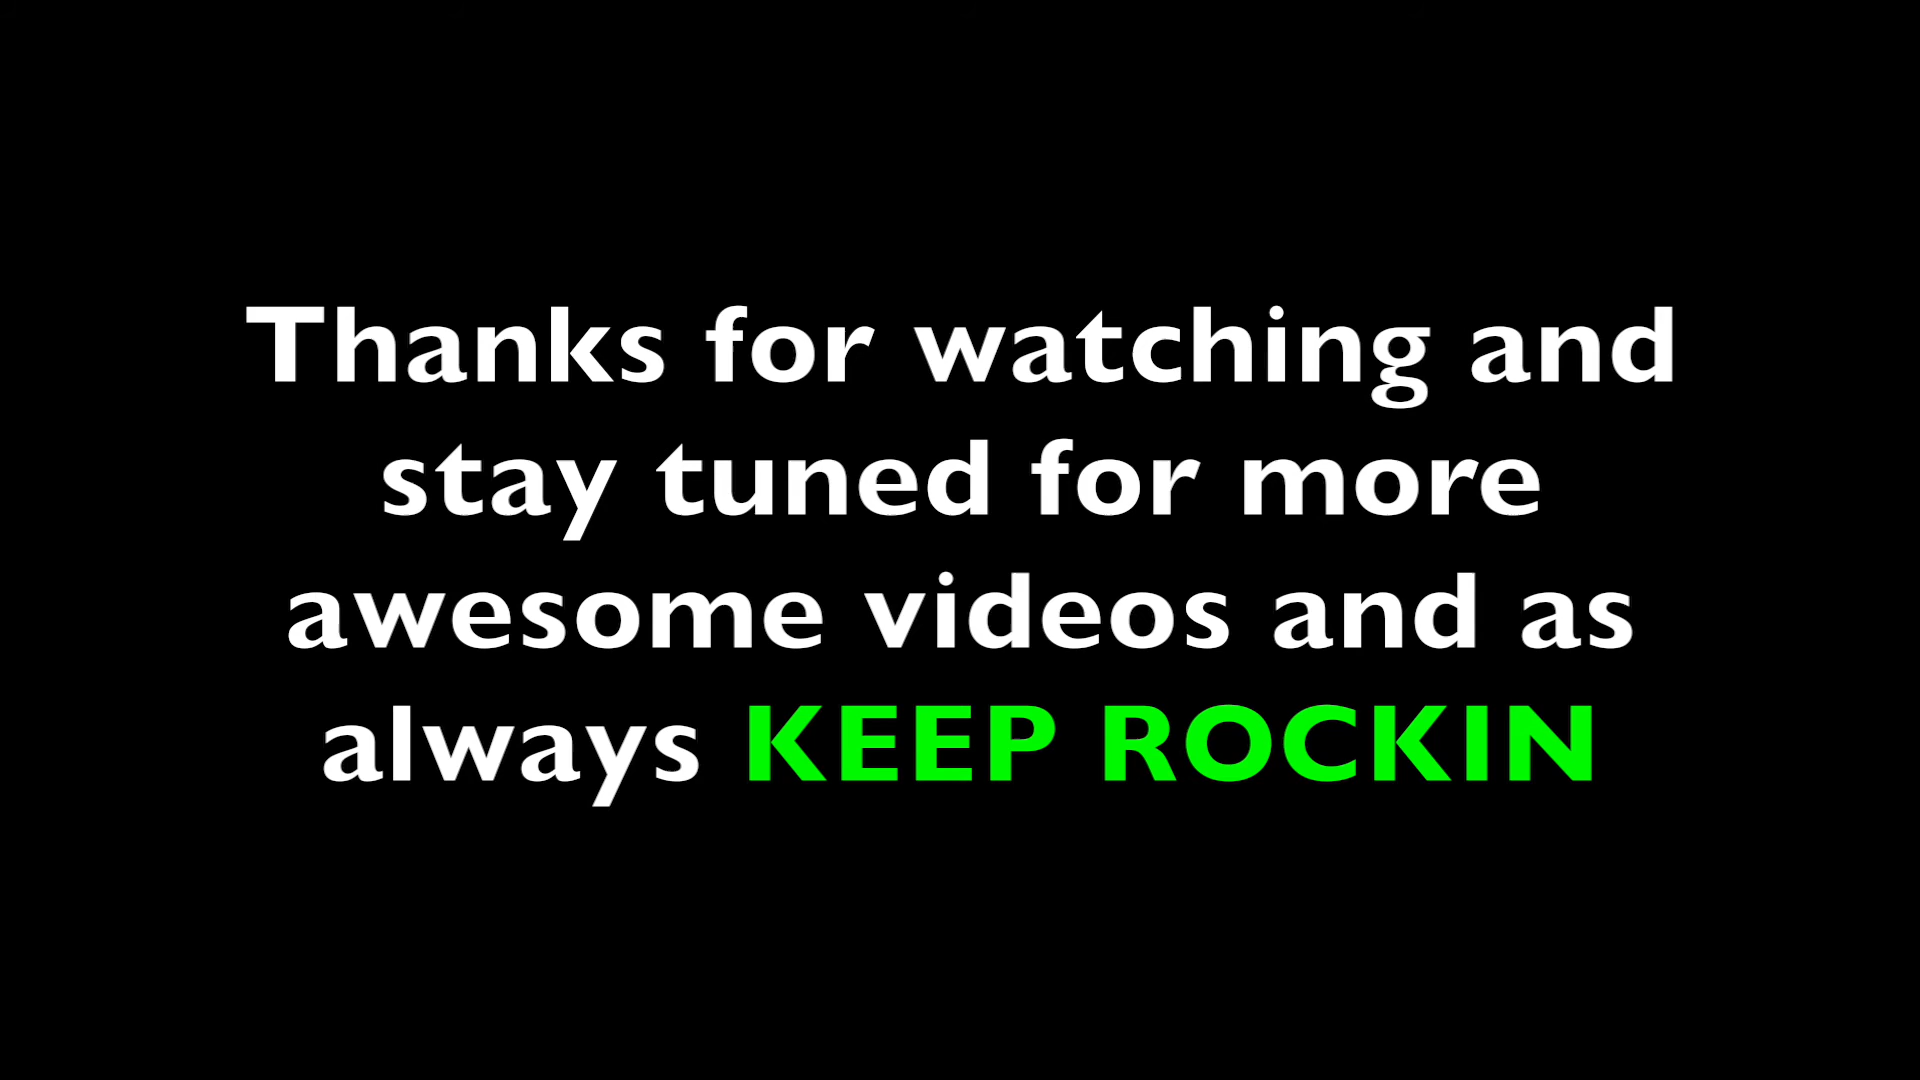 Thanks for watching and
stay tuned for more
awesome videos and as
always KEEP ROCKIN